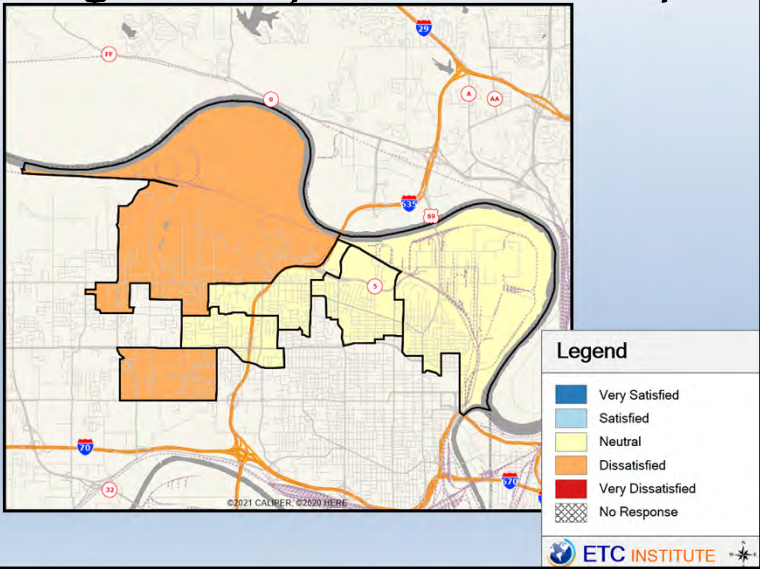 29
FF
9
A
AA
635
69
5
Legend
Very Satisfied
Satisfied
Neutral
Dissatisfied
Very Dissatisfied
No Response
70
32
670
©2021 CALIPER; ©2020 HERE
ETC INSTITUTE
N